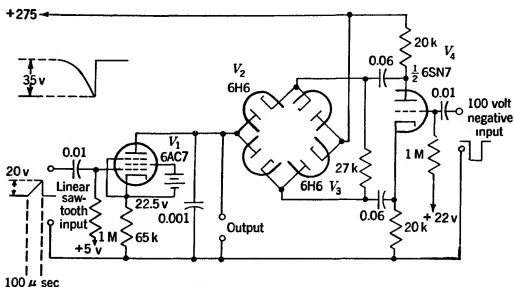 +275
35 v
V2
6H6
20 k
0.06
V4
½ 6SN7
0.01
100 volt
negative
input
V1
6AC7
0.01
20 v
Linear
saw-
tooth
input
1 M
+5 v
22.5 v
65 k
0.001
Output
27 k
6H6
V3
0.06
1 M
+22 v
20 k
100 μ sec